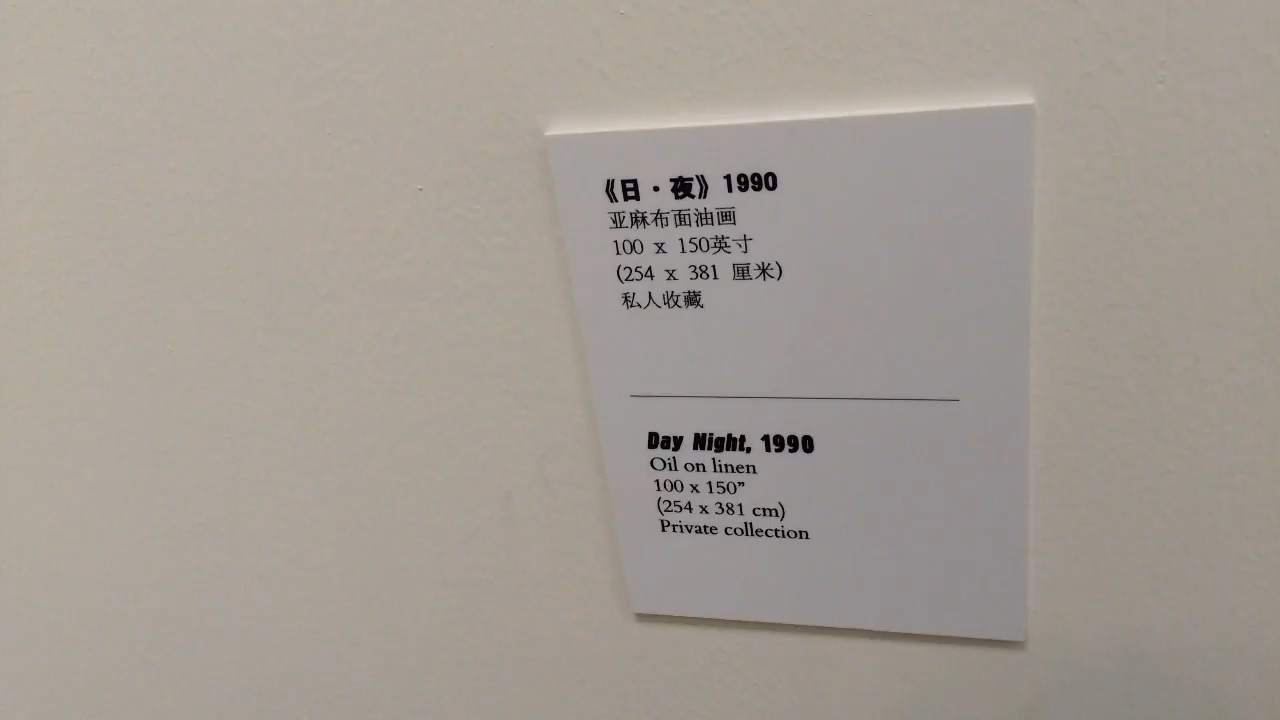 《日·夜》1990
亚麻布面油画
100 x 150英寸
(254 x 381 厘米)
私人收藏
Day Night, 1990
Oil on linen
100 x 150”
(254 x 381 cm)
Private collection